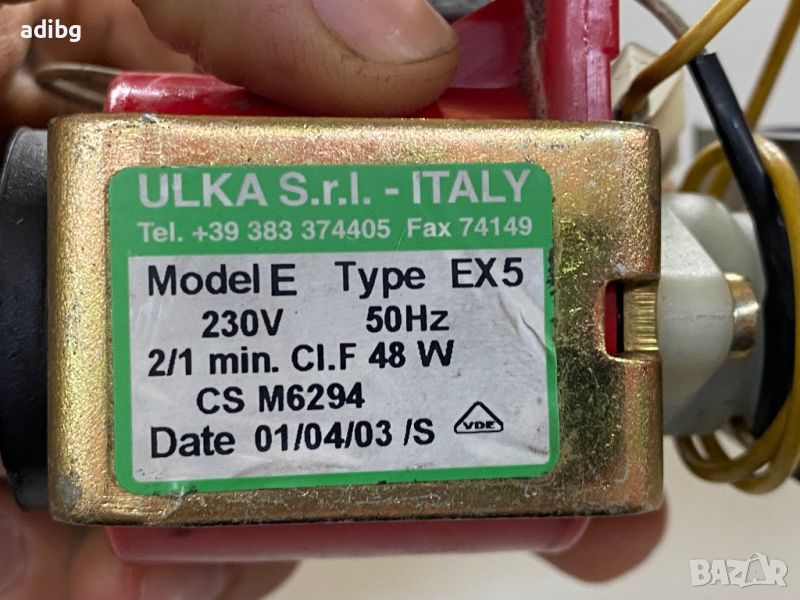 adibg
ULKA S.r.l. - ITALY
Tel. +39 383 374405 Fax 74149
Model E Type EX5
230V 50Hz
2/1 min. Cl.F 48 W
CS M6294
Date 01/04/03 /S
VDE
BAZAR